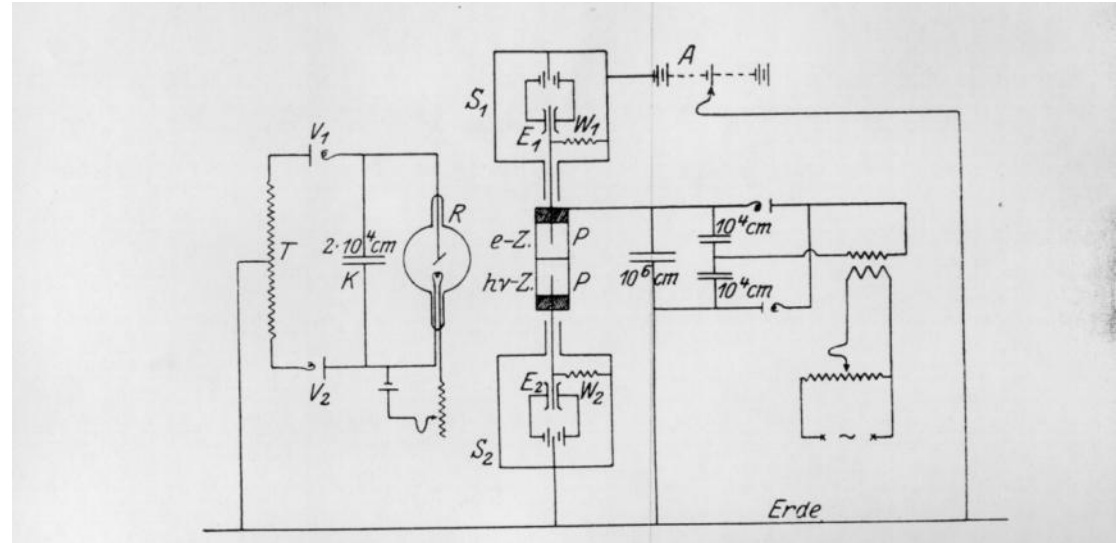 A
S₁
E₁
W₁
V₁
R
T
2·10⁴cm
K
e-Z.
P
hν-Z.
P
10⁶cm
10⁴cm
10⁴cm
V₂
E₂
W₂
S₂
~
Erde